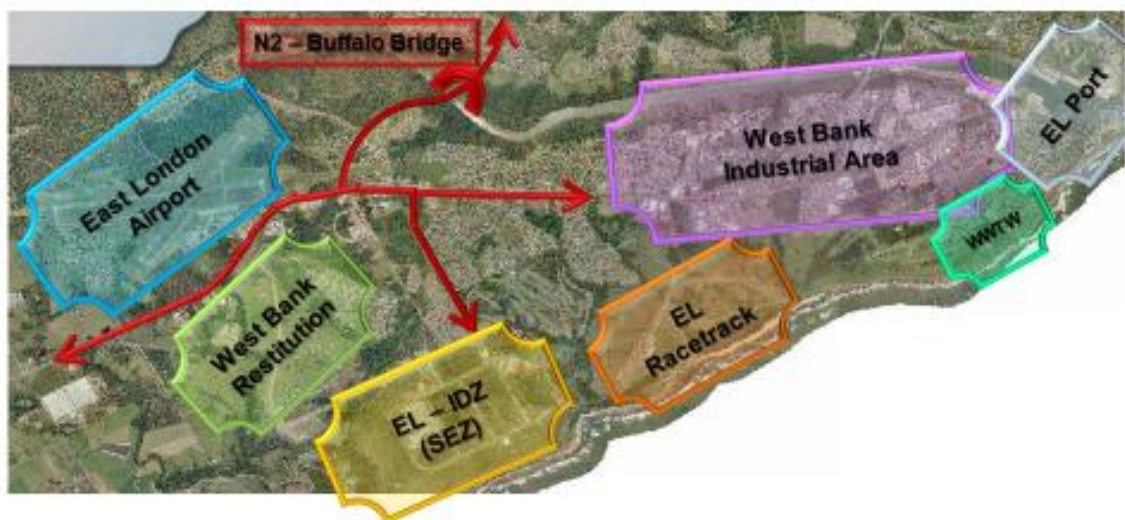 N2 – Buffalo Bridge
East London
Airport
West Bank
Industrial Area
EL Port
WWTW
West Bank
Restitution
EL
Racetrack
EL – IDZ
(SEZ)